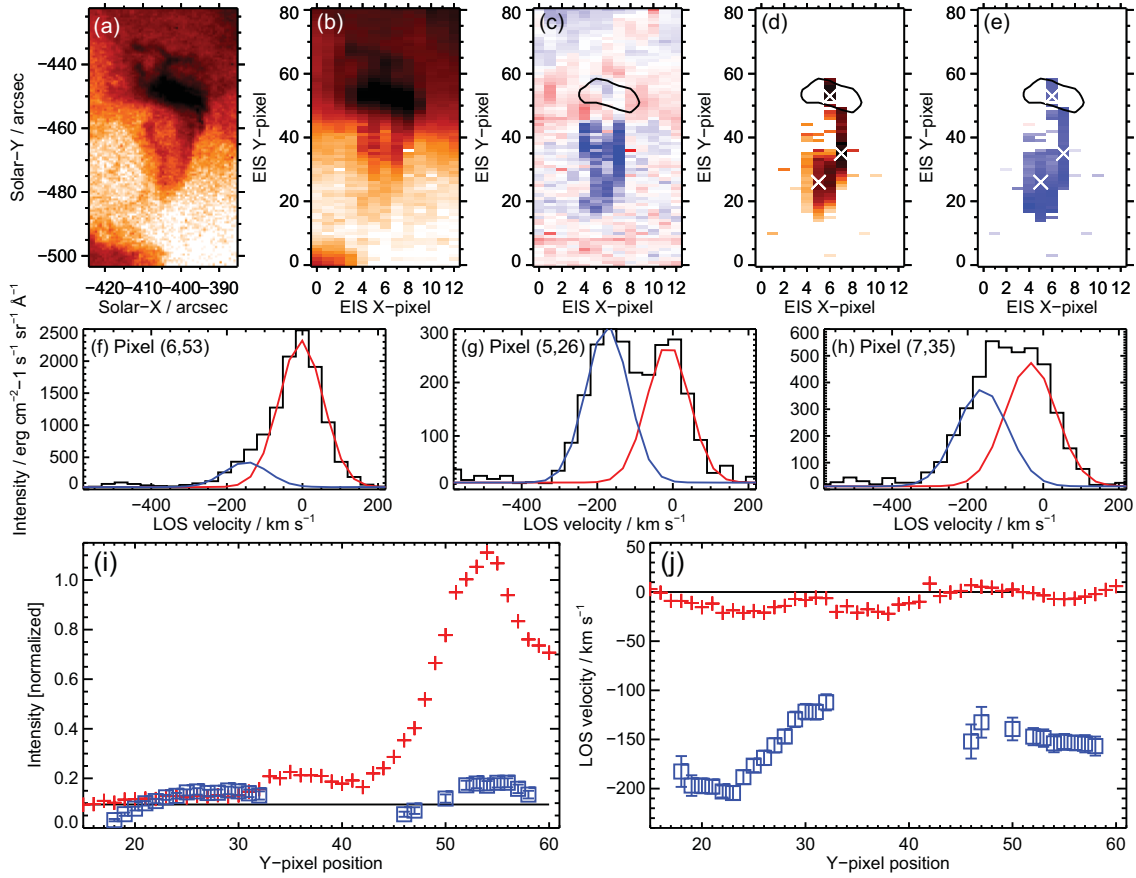 (a)
(b)
(c)
(d)
(e)
Solar−Y / arcsec
−440
−460
−480
−500
−420
−410
−400
−390
Solar−X / arcsec
EIS Y−pixel
80
60
40
20
0
0 2 4 6 8 10 12
EIS X−pixel
EIS Y−pixel
80
60
40
20
0
0 2 4 6 8 10 12
EIS X−pixel
EIS Y−pixel
80
60
40
20
0
0 2 4 6 8 10 12
EIS X−pixel
EIS Y−pixel
80
60
40
20
0
0 2 4 6 8 10 12
EIS X−pixel
Intensity / erg cm−2−1 s−1 sr−1 Å−1
2500
2000
1500
1000
500
0
(f) Pixel (6,53)
−400 −200 0 200
LOS velocity / km s−1
300
200
100
0
(g) Pixel (5,26)
−400 −200 0 200
LOS velocity / km s−1
600
500
400
300
200
100
0
(h) Pixel (7,35)
−400 −200 0 200
LOS velocity / km s−1
(i)
Intensity [normalized]
1.0
0.8
0.6
0.4
0.2
0.0
20 30 40 50 60
Y−pixel position
(j)
LOS velocity / km s−1
50
0
−50
−100
−150
−200
20 30 40 50 60
Y−pixel position